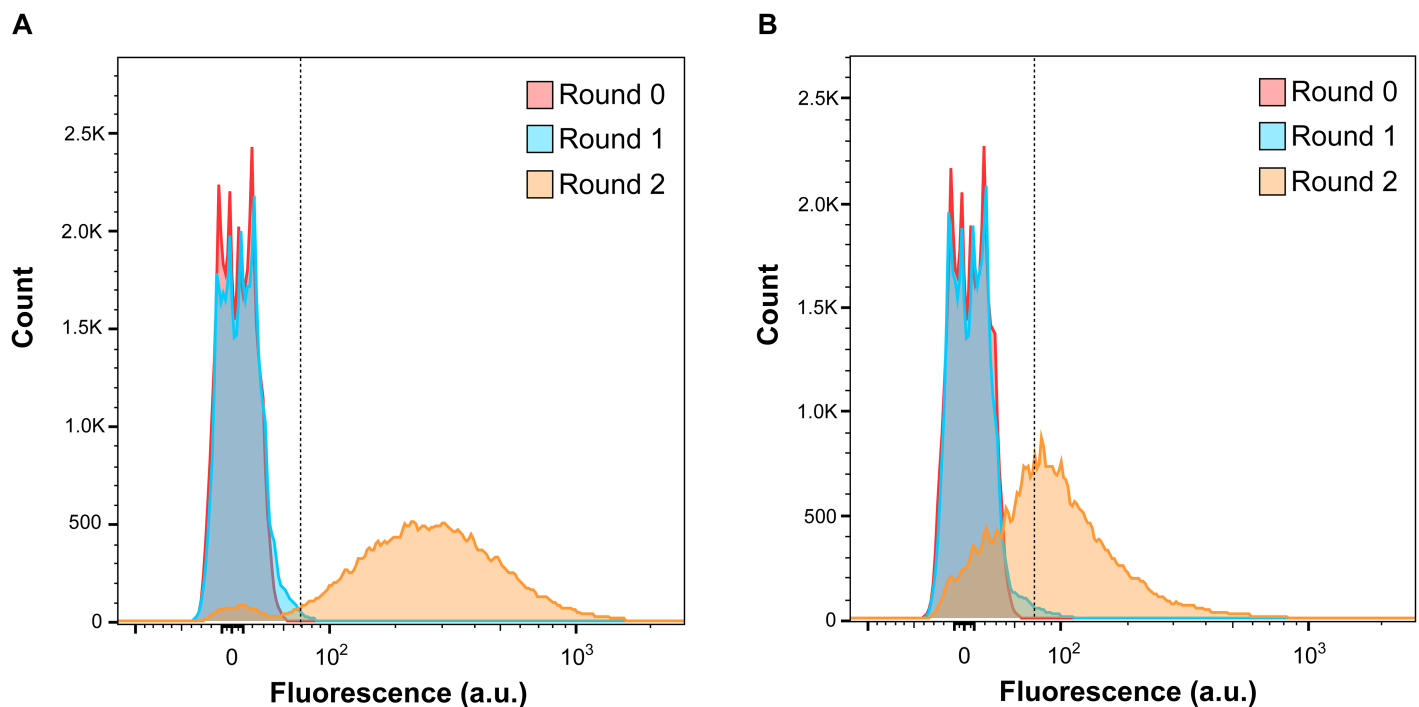 A
Count
2.5K
2.0K
1.5K
1.0K
500
0
Round 0
Round 1
Round 2
0
10²
10³
Fluorescence (a.u.)
B
Count
2.5K
2.0K
1.5K
1.0K
500
0
Round 0
Round 1
Round 2
0
10²
10³
Fluorescence (a.u.)